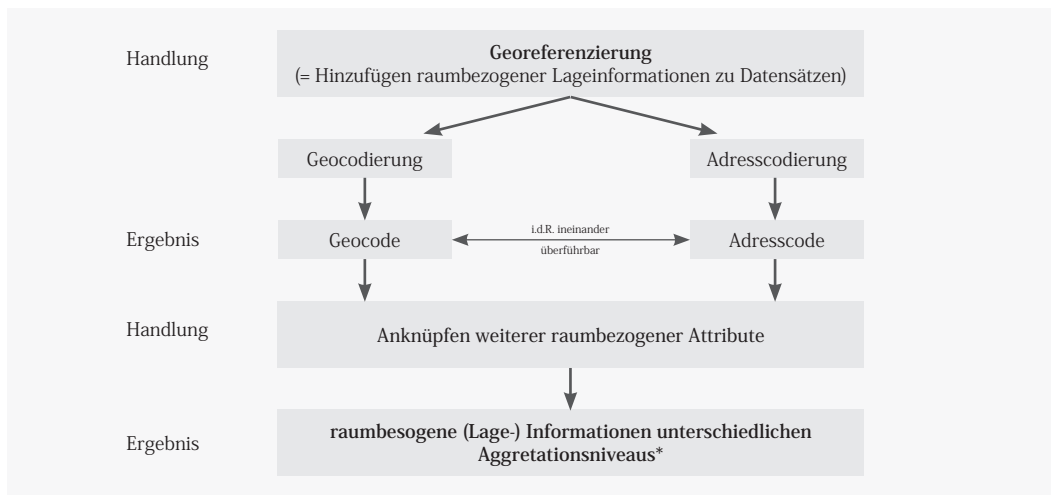 Handlung
Georeferenzierung
(= Hinzufügen raumbezogener Lageinformationen zu Datensätzen)
Geocodierung
Adresscodierung
Ergebnis
Geocode
i.d.R. ineinander
überführbar
Adresscode
Handlung
Anknüpfen weiterer raumbezogener Attribute
Ergebnis
raumbesogene (Lage-) Informationen unterschiedlichen
Aggretationsniveaus*